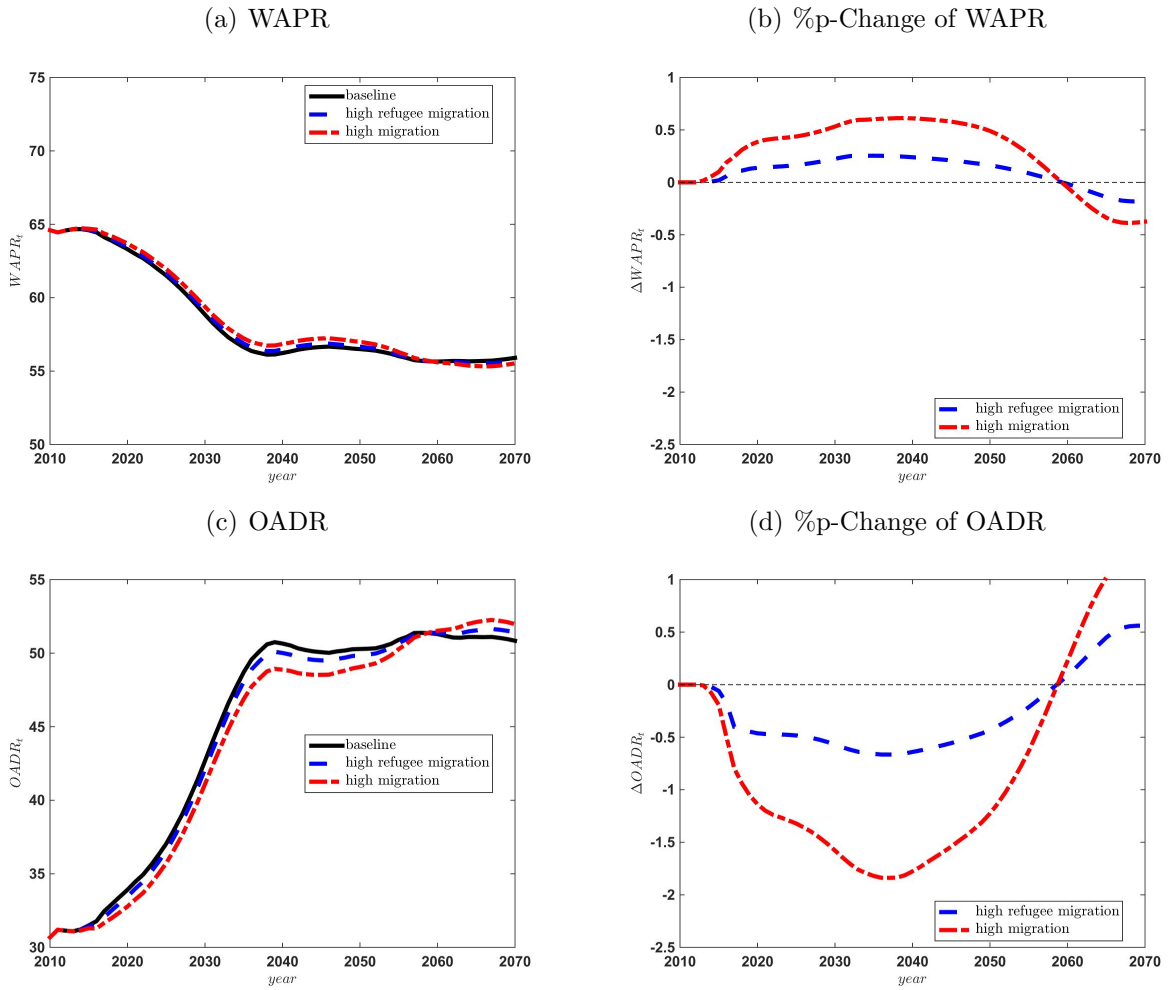 (a) WAPR
75
70
65
60
55
50
WAPR_t
baseline
high refugee migration
high migration
2010 2020 2030 2040 2050 2060 2070
year
(b) %p-Change of WAPR
1
0.5
0
-0.5
-1
-1.5
-2
-2.5
ΔWAPR_t
high refugee migration
high migration
2010 2020 2030 2040 2050 2060 2070
year
(c) OADR
55
50
45
40
35
30
OADR_t
baseline
high refugee migration
high migration
2010 2020 2030 2040 2050 2060 2070
year
(d) %p-Change of OADR
1
0.5
0
-0.5
-1
-1.5
-2
-2.5
ΔOADR_t
high refugee migration
high migration
2010 2020 2030 2040 2050 2060 2070
year